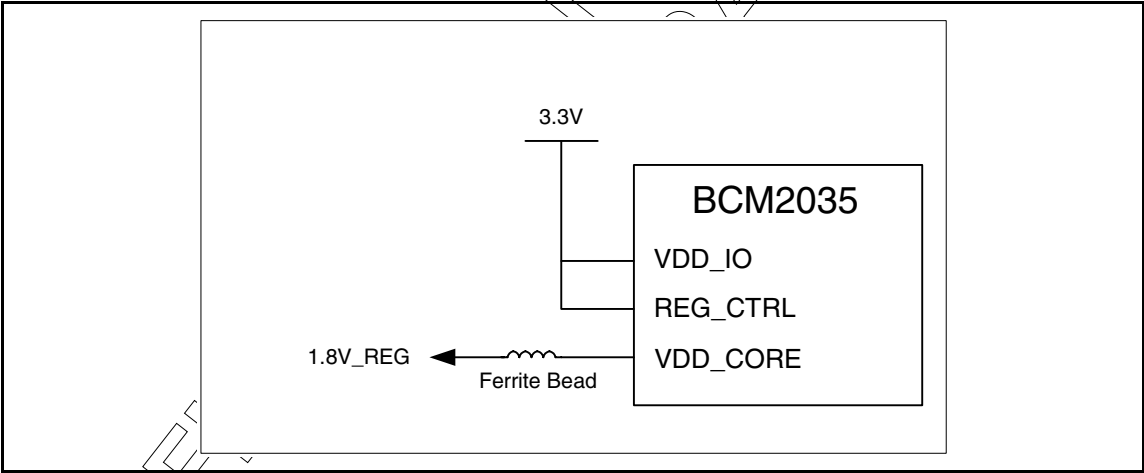 3.3V
BCM2035
VDD_IO
REG_CTRL
1.8V_REG
VDD_CORE
Ferrite Bead